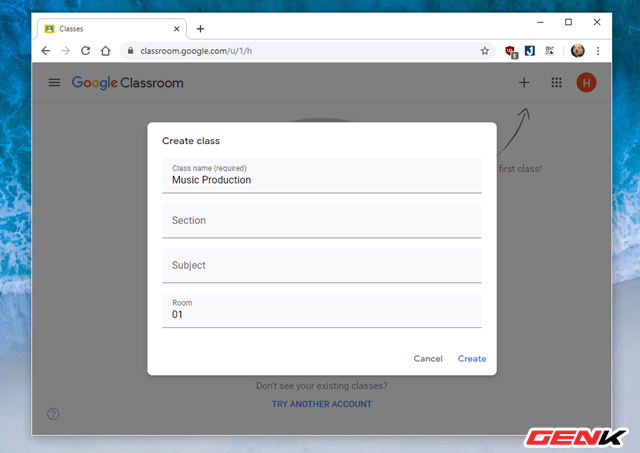 Classes
classroom.google.com/u/1/h
1
Google Classroom
H
first class!
Create class
Class name (required)
Music Production
Section
Subject
Room
01
Cancel
Create
Don't see your existing classes?
TRY ANOTHER ACCOUNT
?
GENK